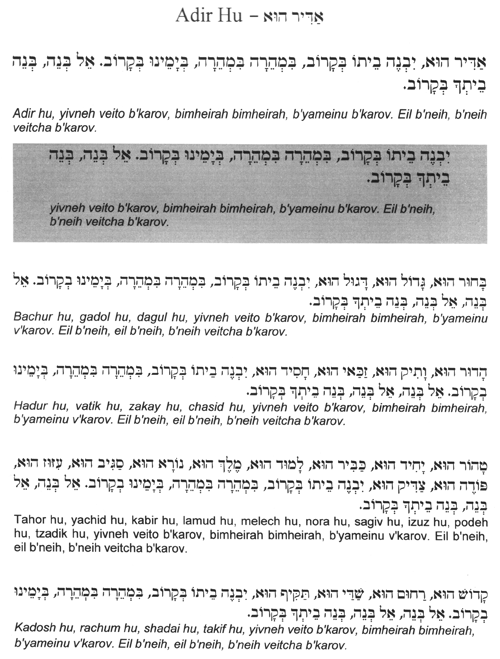 Adir Hu – אַדִּיר הוּא
אַדִּיר הוּא, יִבְנֶה בֵיתוֹ בְּקָרוֹב, בִּמְהֵרָה בִּמְהֵרָה, בְּיָמֵינוּ בְּקָרוֹב. אֵל בְּנֵה, בְּנֵה
בֵיתְךָ בְּקָרוֹב.
Adir hu, yivneh veito b'karov, bimheirah bimheirah, b'yameinu b'karov. Eil b'neih, b'neih
veitcha b'karov.
יִבְנֶה בֵיתוֹ בְּקָרוֹב, בִּמְהֵרָה בִּמְהֵרָה, בְּיָמֵינוּ בְּקָרוֹב. אֵל בְּנֵה, בְּנֵה
בֵיתְךָ בְּקָרוֹב.
yivneh veito b'karov, bimheirah bimheirah, b'yameinu b'karov. Eil b'neih,
b'neih veitcha b'karov.
בָּחוּר הוּא, גָּדוֹל הוּא, דָּגוּל הוּא, יִבְנֶה בֵיתוֹ בְּקָרוֹב, בִּמְהֵרָה בִּמְהֵרָה, בְּיָמֵינוּ בְקָרוֹב. אֵל
בְּנֵה, אֵל בְּנֵה, בְּנֵה בֵיתְךָ בְּקָרוֹב.
Bachur hu, gadol hu, dagul hu, yivneh veito b'karov, bimheirah bimheirah, b'yameinu
v'karov. Eil b'neih, eil b'neih, b'neih veitcha b'karov.
הָדוּר הוּא, וָתִיק הוּא, זַכַּאי הוּא, חָסִיד הוּא, יִבְנֶה בֵיתוֹ בְּקָרוֹב, בִּמְהֵרָה בִּמְהֵרָה, בְּיָמֵינוּ
בְקָרוֹב. אֵל בְּנֵה, אֵל בְּנֵה, בְּנֵה בֵיתְךָ בְּקָרוֹב.
Hadur hu, vatik hu, zakay hu, chasid hu, yivneh veito b'karov, bimheirah bimheirah,
b'yameinu v'karov. Eil b'neih, eil b'neih, b'neih veitcha b'karov.
טָהוֹר הוּא, יָחִיד הוּא, כַּבִּיר הוּא, לָמוּד הוּא, מֶלֶךְ הוּא, נוֹרָא הוּא, סַגִּיב הוּא, עִזּוּז הוּא,
פּוֹדֶה הוּא, צַדִּיק הוּא, יִבְנֶה בֵיתוֹ בְּקָרוֹב, בִּמְהֵרָה בִּמְהֵרָה, בְּיָמֵינוּ בְקָרוֹב. אֵל בְּנֵה, אֵל
בְּנֵה, בְּנֵה בֵיתְךָ בְּקָרוֹב.
Tahor hu, yachid hu, kabir hu, lamud hu, melech hu, nora hu, sagiv hu, izuz hu, podeh
hu, tzadik hu, yivneh veito b'karov, bimheirah bimheirah, b'yameinu v'karov. Eil b'neih,
eil b'neih, b'neih veitcha b'karov.
קָדוֹשׁ הוּא, רַחוּם הוּא, שַׁדַּי הוּא, תַּקִּיף הוּא, יִבְנֶה בֵיתוֹ בְּקָרוֹב, בִּמְהֵרָה בִּמְהֵרָה, בְּיָמֵינוּ
בְקָרוֹב. אֵל בְּנֵה, אֵל בְּנֵה, בְּנֵה בֵיתְךָ בְּקָרוֹב.
Kadosh hu, rachum hu, shadai hu, takif hu, yivneh veito b'karov, bimheirah bimheirah,
b'yameinu v'karov. Eil b'neih, eil b'neih, b'neih veitcha b'karov.